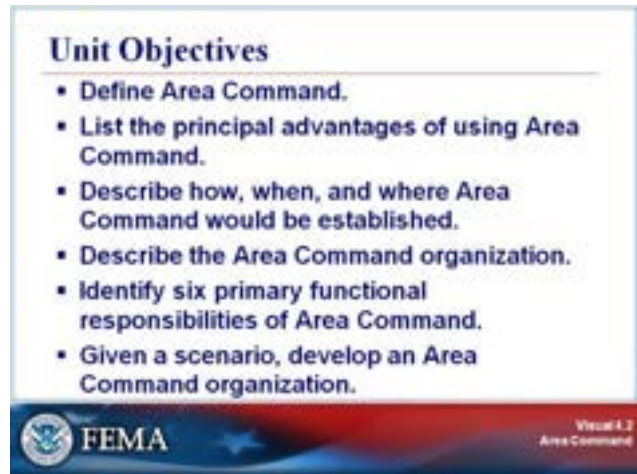 Unit Objectives
▪ Define Area Command.
▪ List the principal advantages of using Area
Command.
▪ Describe how, when, and where Area
Command would be established.
▪ Describe the Area Command organization.
▪ Identify six primary functional
responsibilities of Area Command.
▪ Given a scenario, develop an Area
Command organization.
FEMA
Visual 4.2
Area Command